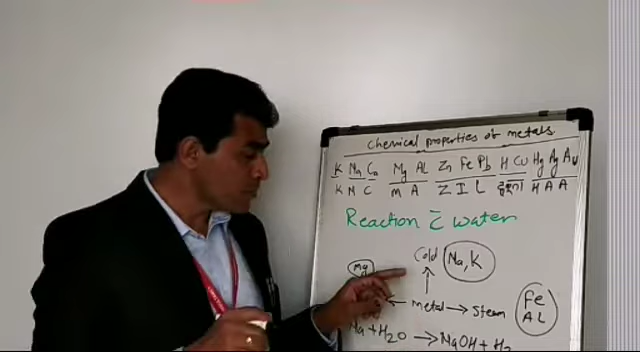 chemical properties of metals.
K Na Ca Mg AL Zn Fe Pb H Cu Hg Ag Au
K N C M A Z I L हमारा H A A
Reaction c̄ water
Cold Na, K
Mg
metal → Steam Fe AL
Na + H₂O → NaOH + H₂